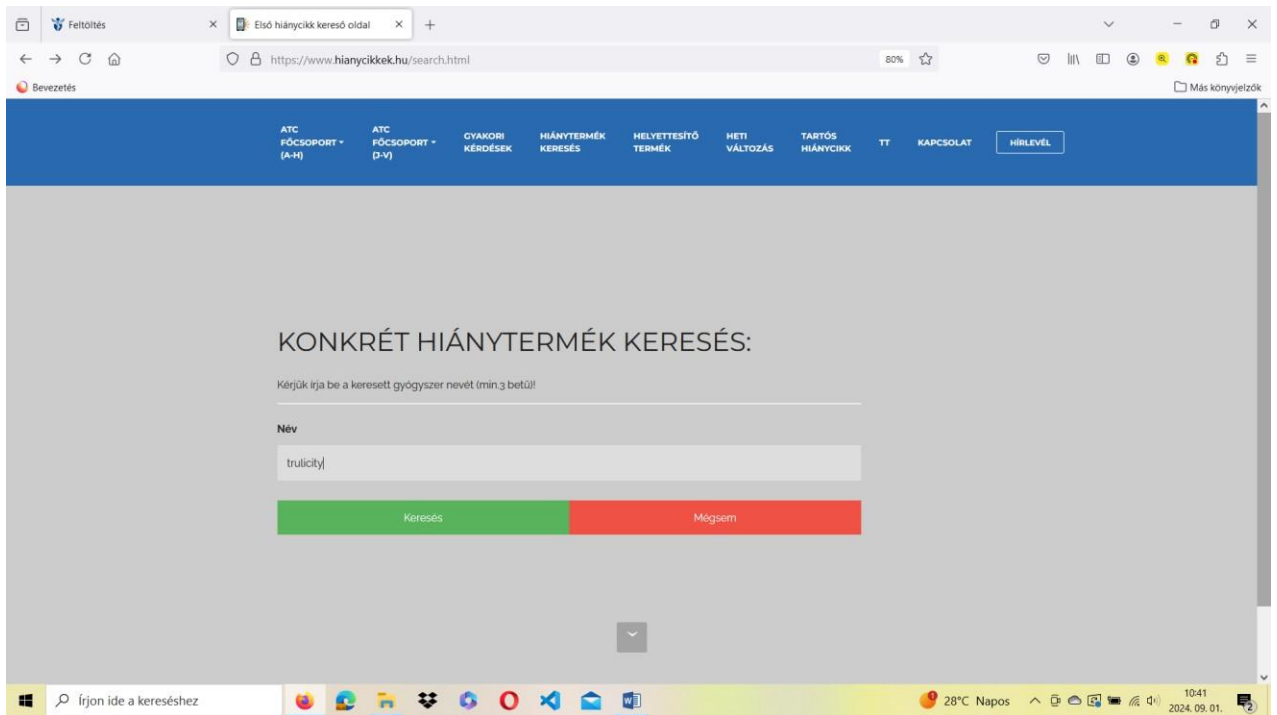 Feltöltés
Első hiánycikk kereső oldal
https://www.hianycikkek.hu/search.html
80%
Bevezetés
Más könyvjelzők
ATC FŐCSOPORT (A-H)
ATC FŐCSOPORT (J-V)
GYAKORI KÉRDÉSEK
HIÁNYTERMÉK KERESÉS
HELYETTESÍTŐ TERMÉK
HETI VÁLTOZÁS
TARTÓS HIÁNYCIKK
TT
KAPCSOLAT
HÍRLEVÉL
KONKRÉT HIÁNYTERMÉK KERESÉS:
Kérjük írja be a keresett gyógyszer nevét (min.3 betű)!
Név
trulicity
Keresés
Mégsem
Írjon ide a kereséshez
28°C Napos
10:41
2024. 09. 01.